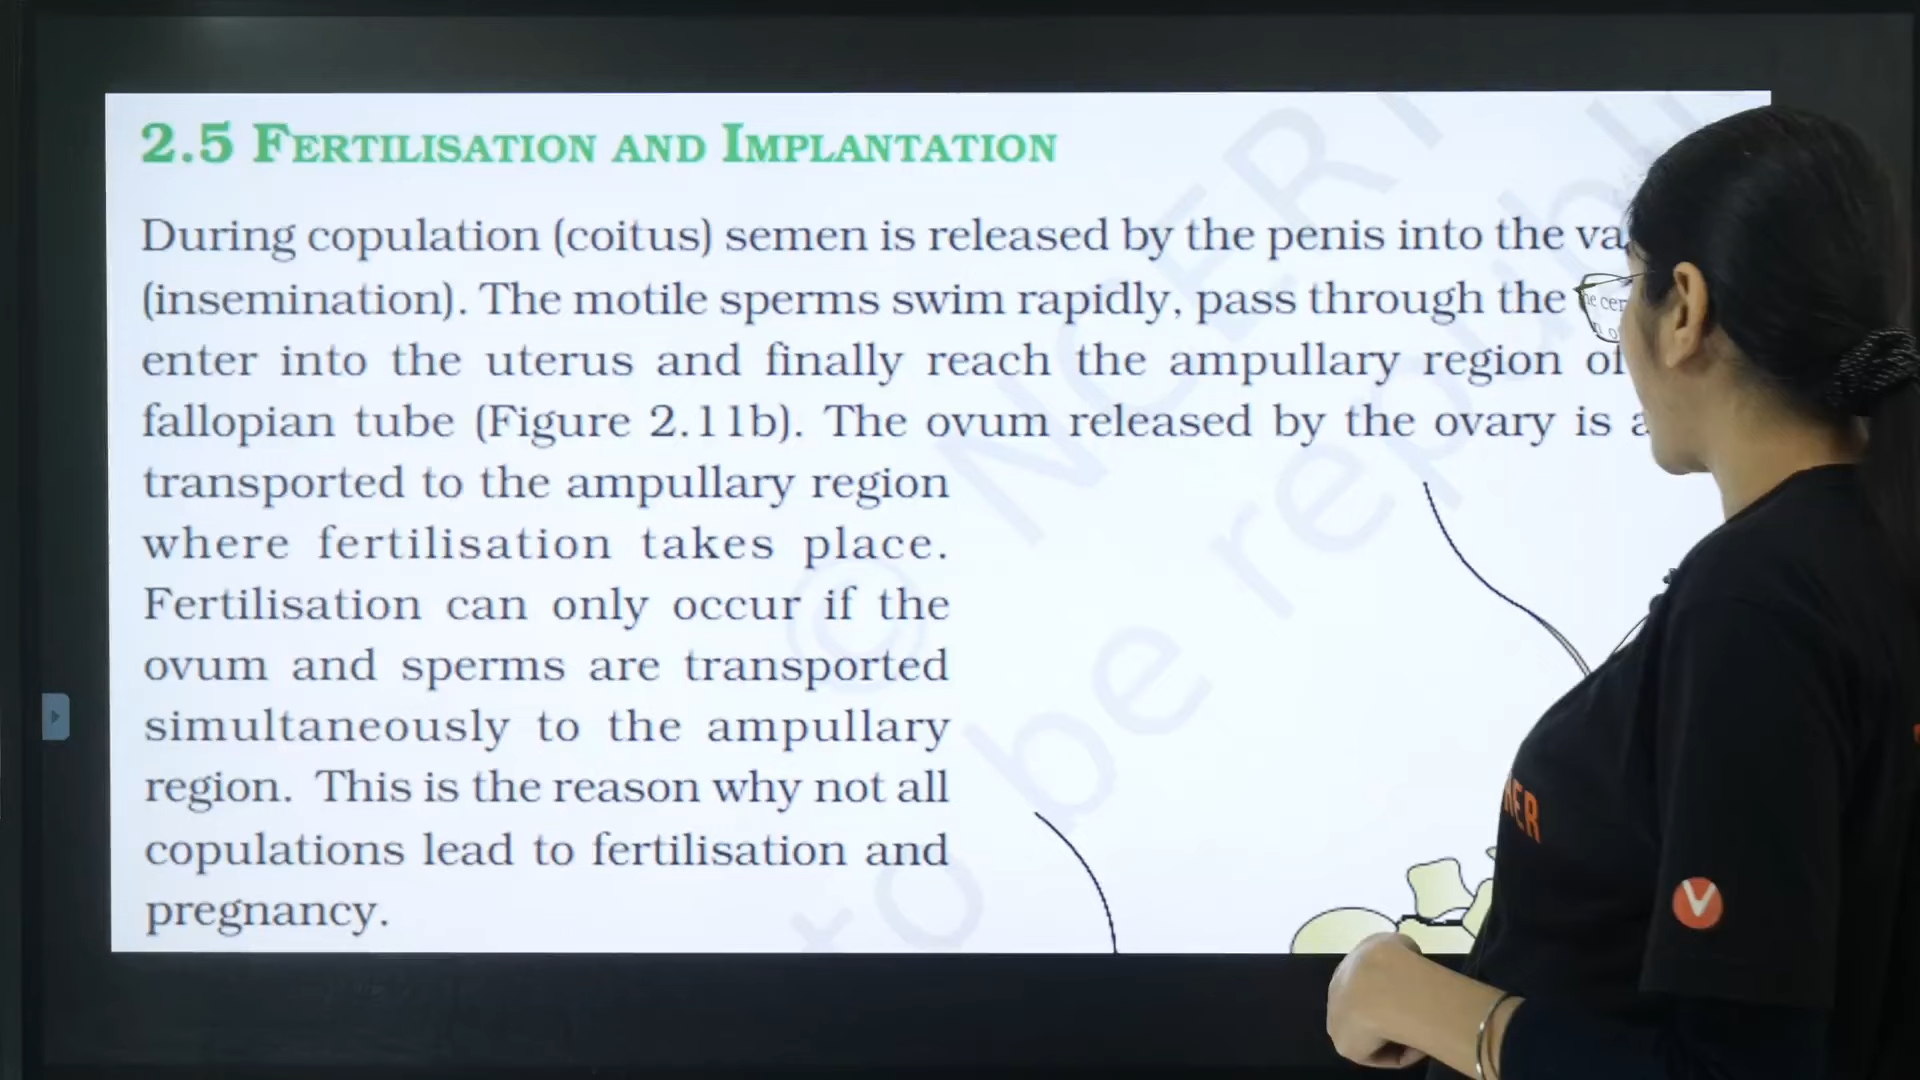 2.5 FERTILISATION AND IMPLANTATION
During copulation (coitus) semen is released by the penis into the
(insemination). The motile sperms swim rapidly, pass through the
enter into the uterus and finally reach the ampullary region of
fallopian tube (Figure 2.11b). The ovum released by the ovary is
transported to the ampullary region
where fertilisation takes place.
Fertilisation can only occur if the
ovum and sperms are transported
simultaneously to the ampullary
region. This is the reason why not all
copulations lead to fertilisation and
pregnancy.
© NCERT
to be
V